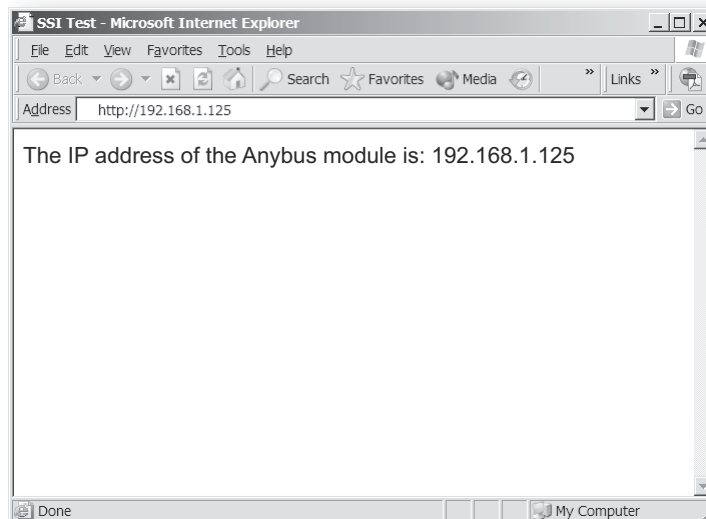 SSI Test - Microsoft Internet Explorer
File Edit View Favorites Tools Help
Back Search Favorites Media » Links »
Address http://192.168.1.125 Go
The IP address of the Anybus module is: 192.168.1.125
Done My Computer